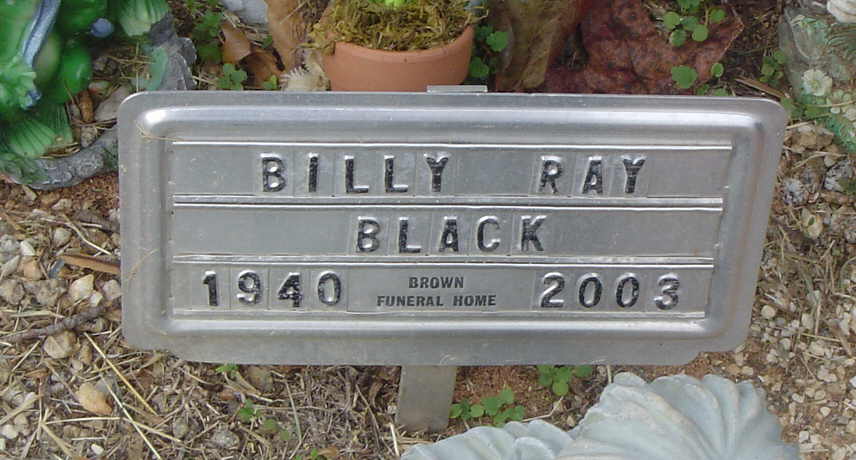 BILLY RAY
BLACK
1940 BROWN FUNERAL HOME 2003